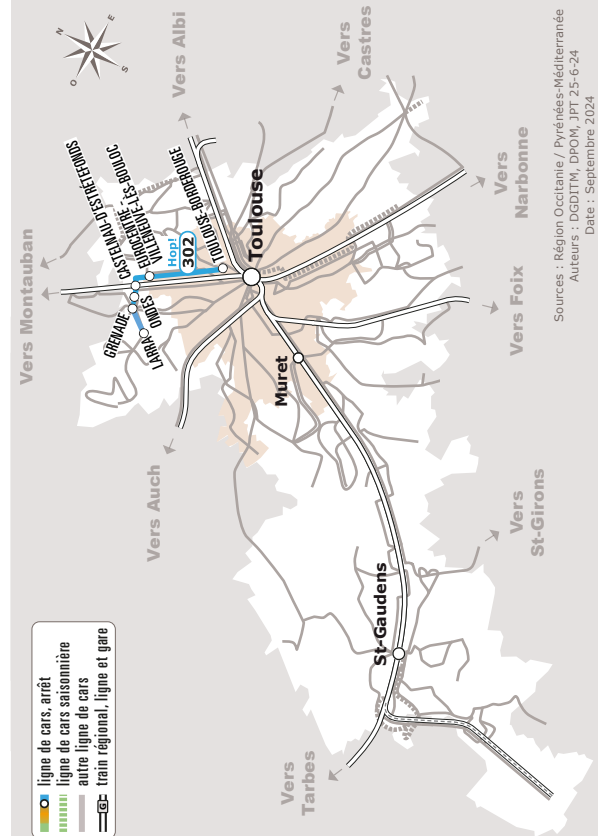 Vers Montauban
Vers Albi
Vers
Castres
N
E
S
O
CASTELNAU-D'ESTRÉTEFONDS
EUROCENTRE -
VILLENEUVE-LÈS-BOULOC
TOULOUSE-BORDEROUGE
GRENADE
ONDES
LARRA
Hop!
302
Toulouse
Vers
Narbonne
Vers Foix
Muret
Vers Auch
Vers
St-Girons
St-Gaudens
Vers
Tarbes
ligne de cars, arrêt
ligne de cars saisonnière
autre ligne de cars
G
train régional, ligne et gare
Sources : Région Occitanie / Pyrénées-Méditerranée
Auteurs : DGDITM, DPOM, JPT 25-6-24
Date : Septembre 2024